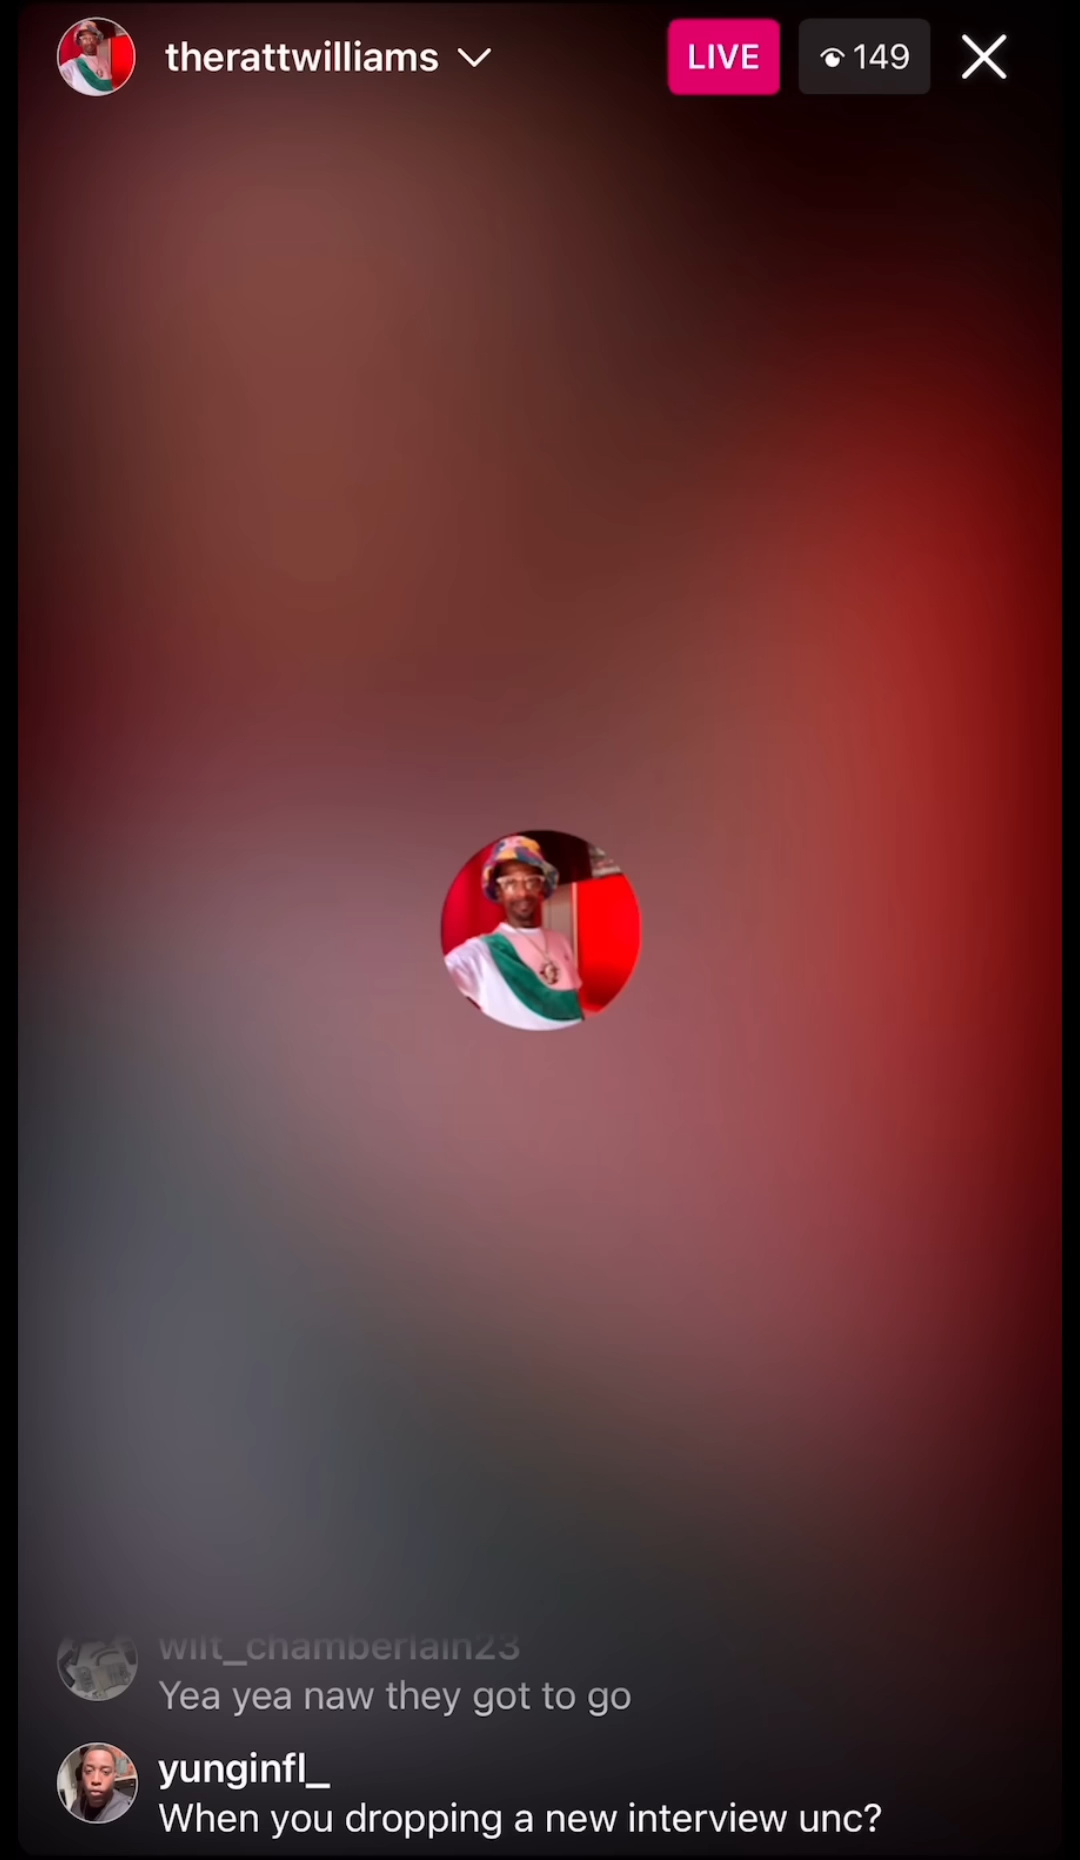 therattwilliams
LIVE
149
wilt_chamberlain23
Yea yea naw they got to go
yunginfl_
When you dropping a new interview unc?